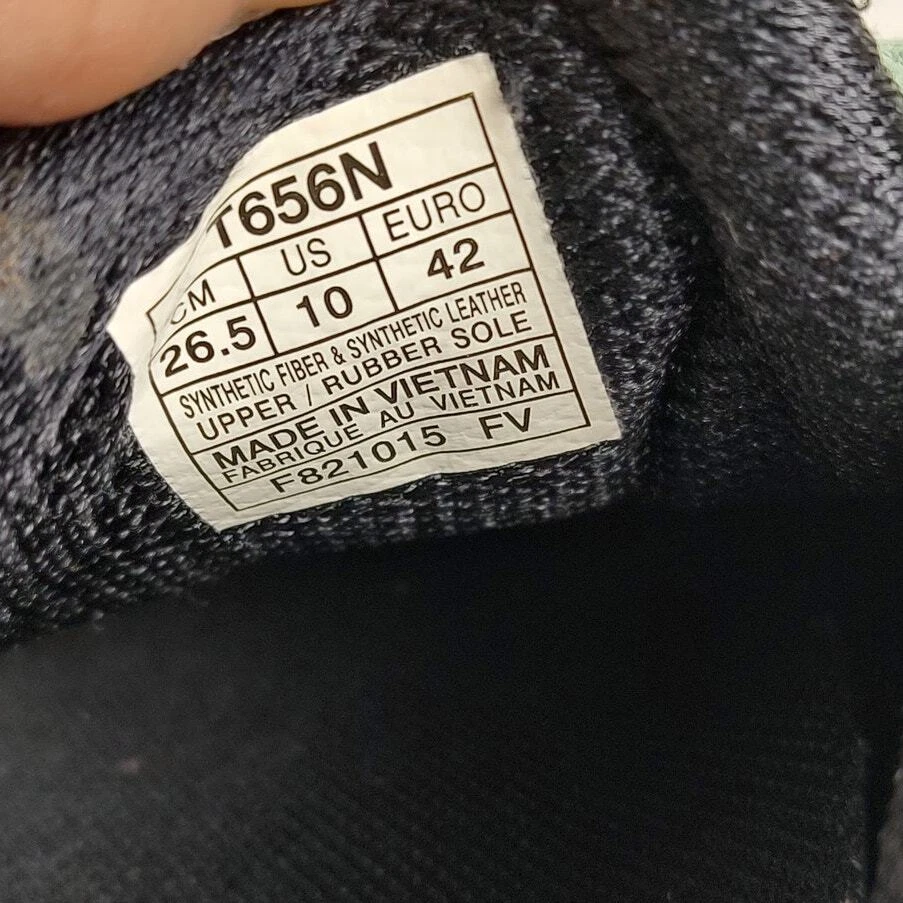 T656N
CM US EURO
26.5 10 42
SYNTHETIC FIBER & SYNTHETIC LEATHER
UPPER / RUBBER SOLE
MADE IN VIETNAM
FABRIQUE AU VIETNAM
F821015 FV